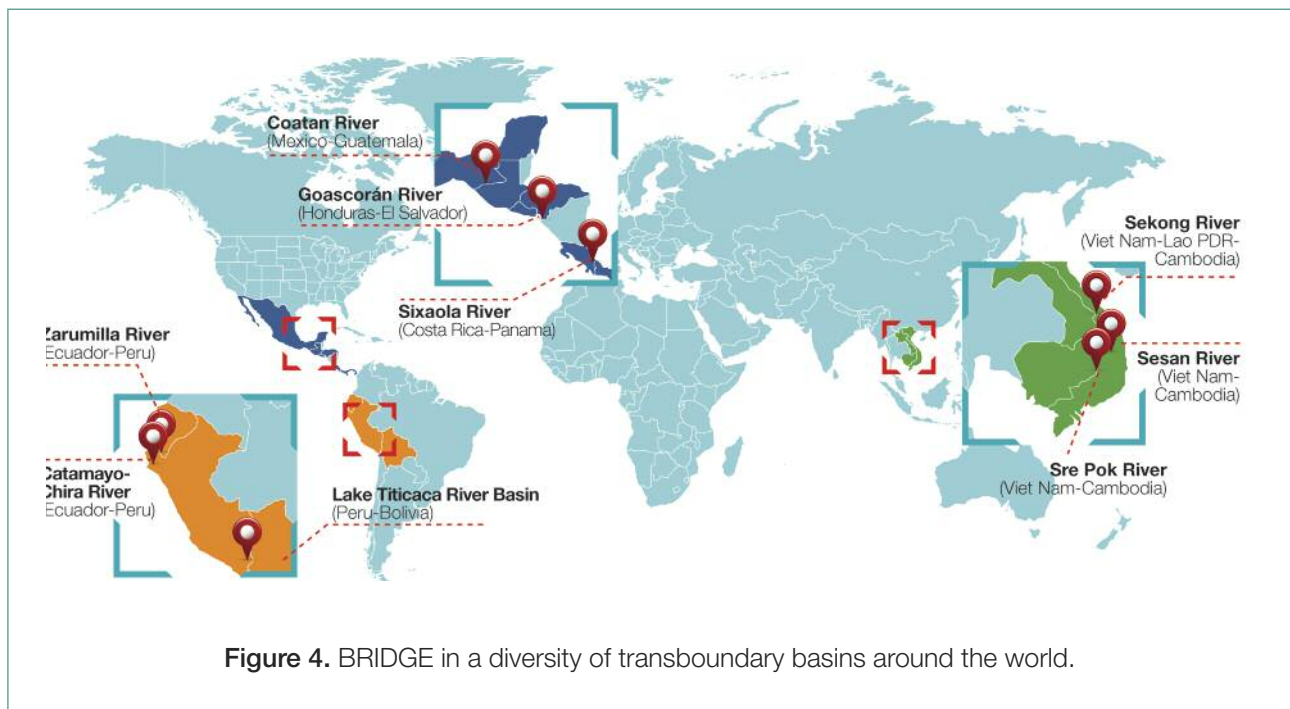 Coatan River
(Mexico-Guatemala)
Goascorán River
(Honduras-El Salvador)
Sixaola River
(Costa Rica-Panama)
Zarumilla River
Ecuador-Peru)
Catamayo-
Chira River
Ecuador-Peru)
Lake Titicaca River Basin
(Peru-Bolivia)
Sekong River
(Viet Nam-Lao PDR-
Cambodia)
Sesan River
(Viet Nam-
Cambodia)
Sre Pok River
(Viet Nam-Cambodia)
Figure 4. BRIDGE in a diversity of transboundary basins around the world.